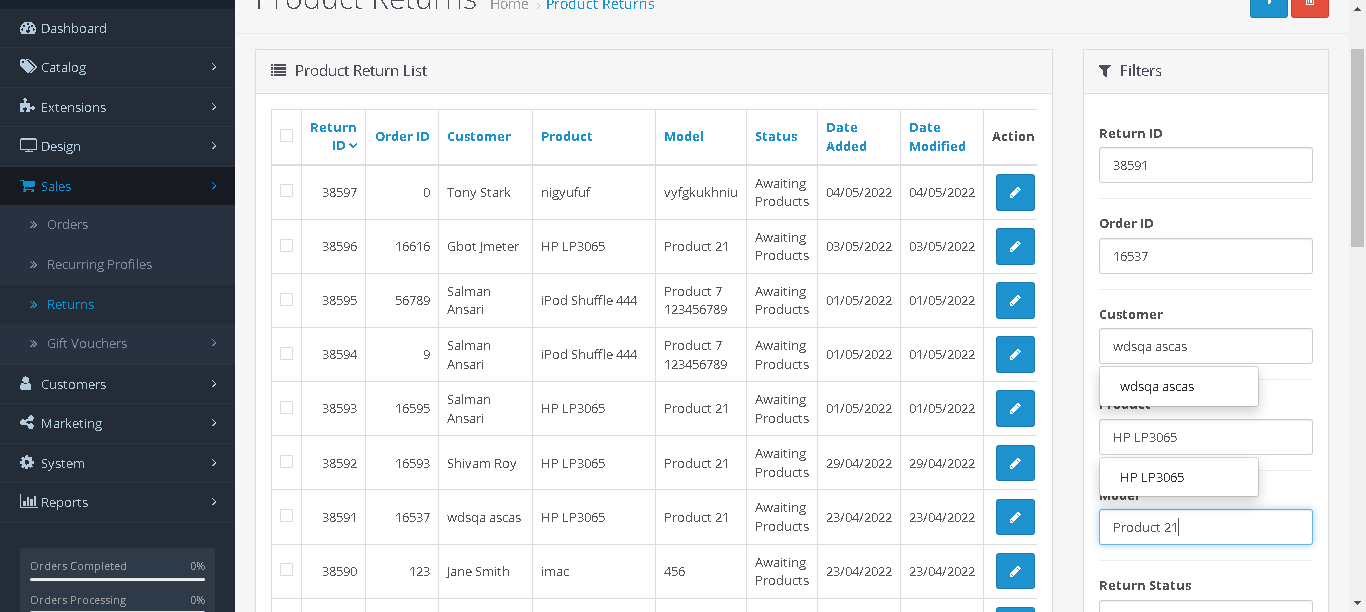 Product Returns
Home › Product Returns
Dashboard
Catalog
Extensions
Design
Sales
» Orders
» Recurring Profiles
» Returns
» Gift Vouchers
Customers
Marketing
System
Reports
Orders Completed 0%
Orders Processing 0%
Product Return List
Return ID Order ID Customer Product Model Status Date Added Date Modified Action
38597 0 Tony Stark nigyufuf vyfgkukhniu Awaiting Products 04/05/2022 04/05/2022
38596 16616 Gbot Jmeter HP LP3065 Product 21 Awaiting Products 03/05/2022 03/05/2022
38595 56789 Salman Ansari iPod Shuffle 444 Product 7 123456789 Awaiting Products 01/05/2022 01/05/2022
38594 9 Salman Ansari iPod Shuffle 444 Product 7 123456789 Awaiting Products 01/05/2022 01/05/2022
38593 16595 Salman Ansari HP LP3065 Product 21 Awaiting Products 01/05/2022 01/05/2022
38592 16593 Shivam Roy HP LP3065 Product 21 Awaiting Products 29/04/2022 29/04/2022
38591 16537 wdsqa ascas HP LP3065 Product 21 Awaiting Products 23/04/2022 23/04/2022
38590 123 Jane Smith imac 456 Awaiting Products 23/04/2022 23/04/2022
Filters
Return ID
38591
Order ID
16537
Customer
wdsqa ascas
wdsqa ascas
Product
HP LP3065
HP LP3065
Model
Product 21
Return Status